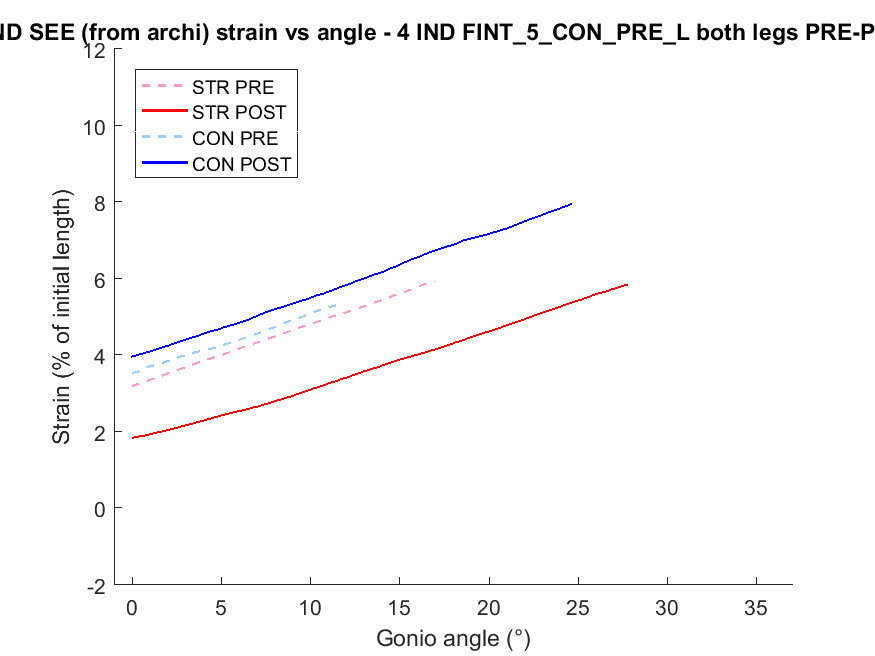 ND SEE (from archi) strain vs angle - 4 IND FINT_5_CON_PRE_L both legs PRE-P
12
10
8
6
4
2
0
-2
Strain (% of initial length)
STR PRE
STR POST
CON PRE
CON POST
0 5 10 15 20 25 30 35
Gonio angle (°)